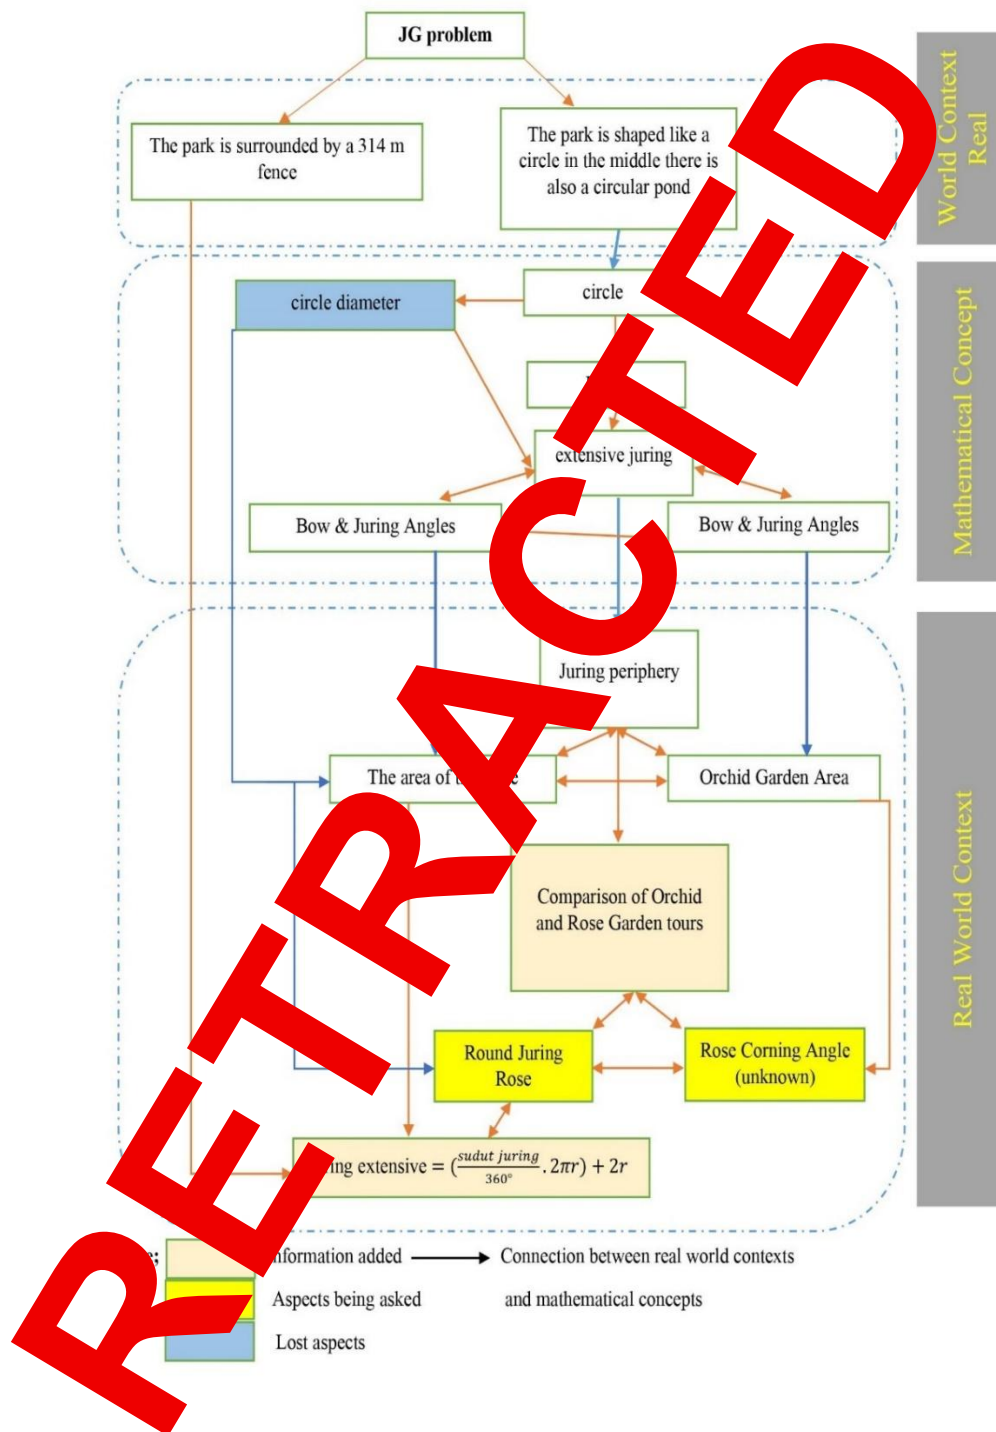 JG problem
The park is surrounded by a 314 m
fence
The park is shaped like a
circle in the middle there is
also a circular pond
World Context
Real
circle diameter
circle
extensive juring
Bow & Juring Angles
Bow & Juring Angles
Mathematical Concept
Juring periphery
The area of
Orchid Garden Area
Comparison of Orchid
and Rose Garden tours
Round Juring
Rose
Rose Corning Angle
(unknown)
extensive = (sudut juring/360° . 2πr) + 2r
Real World Context
Information added
Connection between real world contexts
and mathematical concepts
Aspects being asked
Lost aspects
RETRACTED